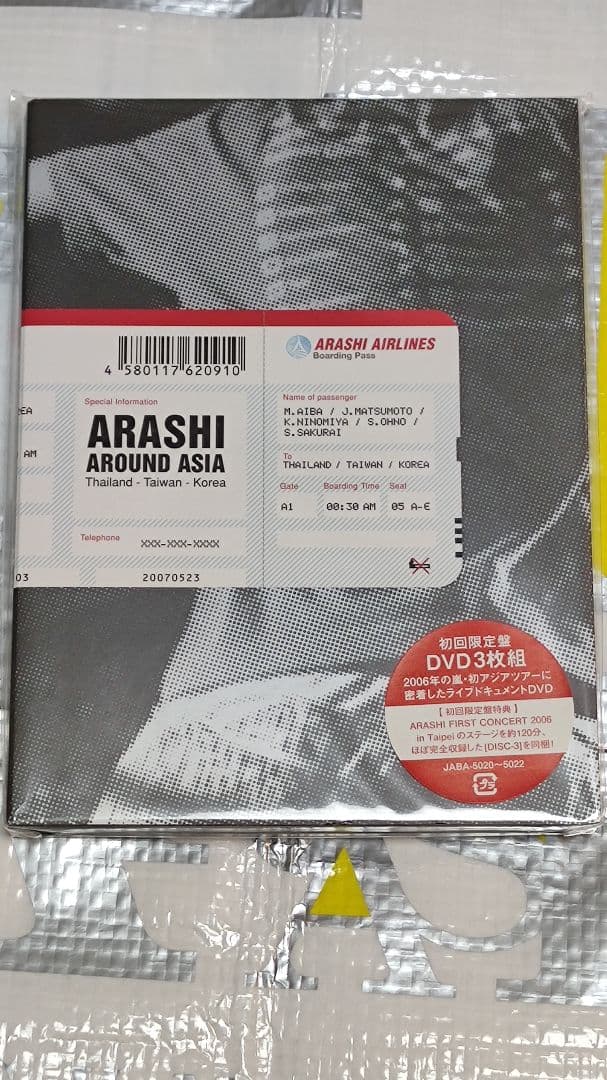 4 580117 620910
ARASHI AIRLINES
Boarding Pass
Special Information
ARASHI
AROUND ASIA
Thailand - Taiwan - Korea
Telephone
XXX-XXX-XXXX
20070523
Name of passenger
M.AIBA / J.MATSUMOTO /
K.NINOMIYA / S.OHNO /
S.SAKURAI
To
THAILAND / TAIWAN / KOREA
Gate Boarding Time Seat
A1 00:30 AM 05 A-E
EA
AM
03
初回限定盤
DVD3枚組
2006年の嵐・初アジアツアーに
密着したライブドキュメントDVD
【 初回限定盤特典 】
ARASHI FIRST CONCERT 2006
in Taipei のステージを約120分、
ほぼ完全収録した[DISC-3]を同梱!
JABA-5020〜5022
プラ